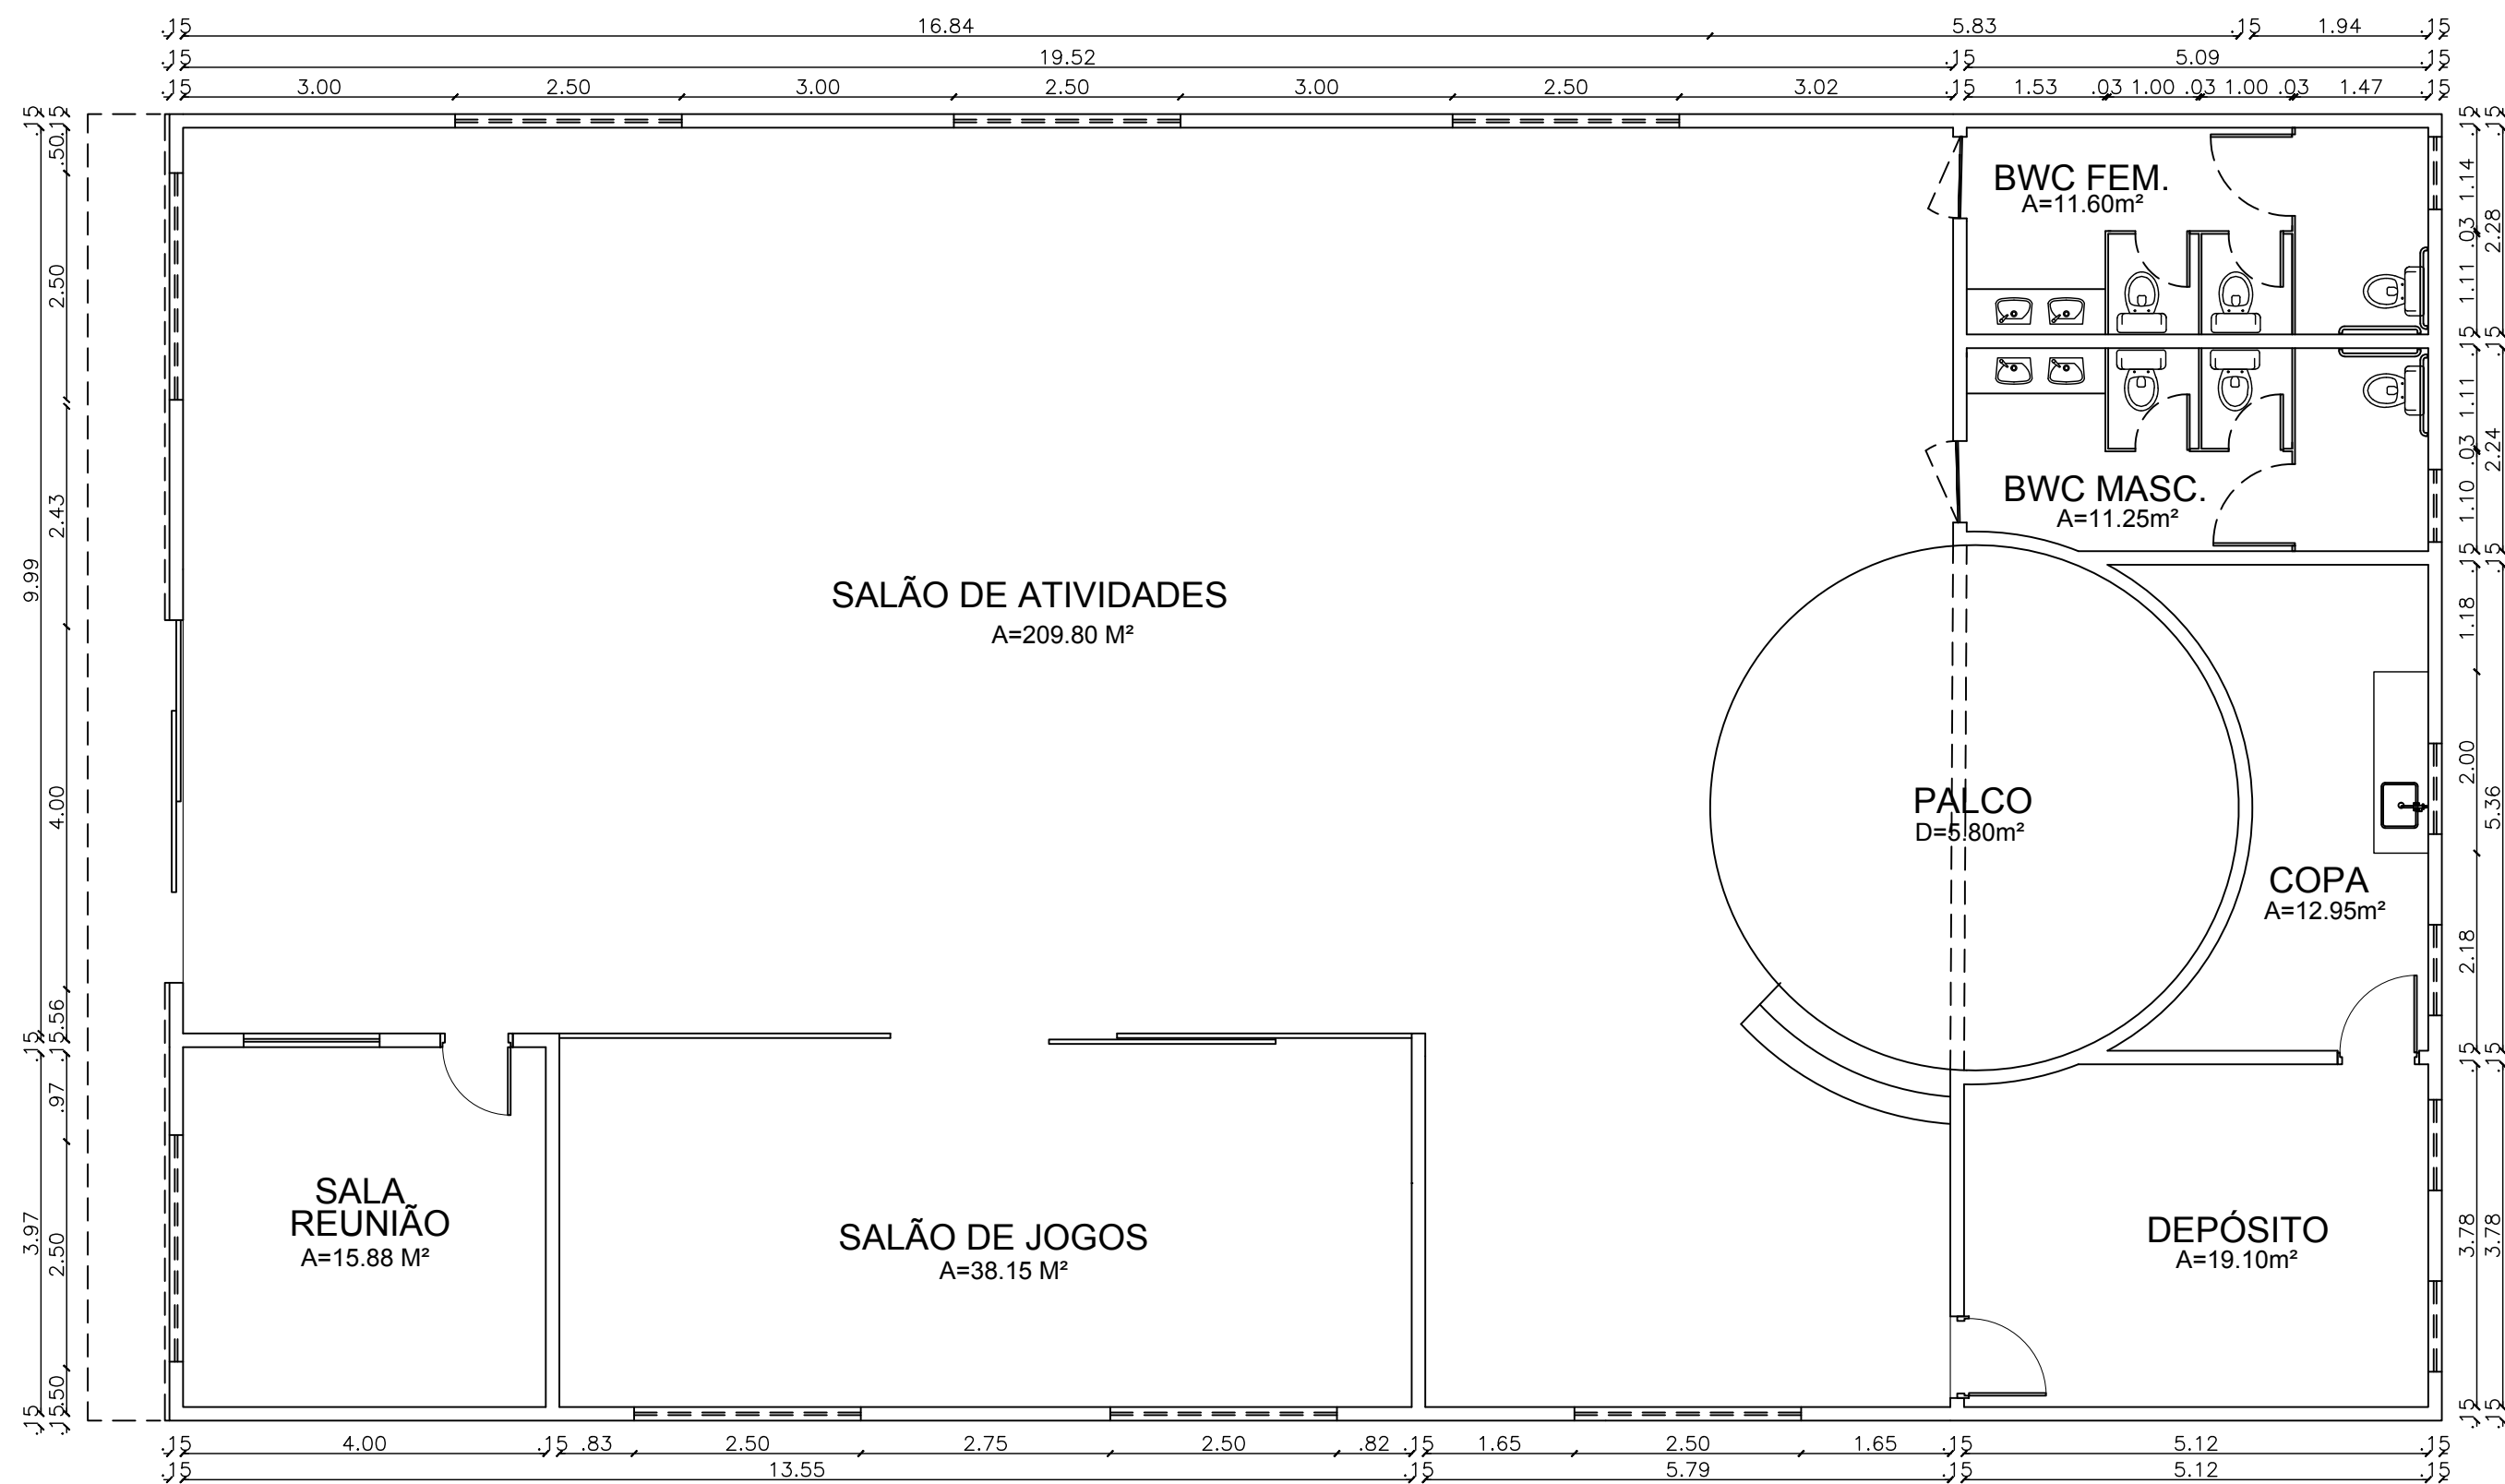 .15 16.84 5.83 .15 1.94 .15
.15 19.52 .15 5.09 .15
.15 3.00 2.50 3.00 2.50 3.00 2.50 3.02 .15 1.53 .03 1.00 .03 1.00 .03 1.47 .15
.15 9.99 .15 3.97 .15
.15 .50 2.50 2.43 4.00 .56 .15 .97 2.50 .50 .15
BWC FEM.
A=11.60m²
BWC MASC.
A=11.25m²
SALÃO DE ATIVIDADES
A=209.80 M²
PALCO
D=5.80m²
COPA
A=12.95m²
SALA
REUNIÃO
A=15.88 M²
SALÃO DE JOGOS
A=38.15 M²
DEPÓSITO
A=19.10m²
.15 1.14 .03 1.11 .15 1.11 .03 1.10 .15 1.18 2.00 2.18 .15 3.78 .15
.15 2.28 .15 2.24 .15 5.36 .15 3.78 .15
.15 4.00 .15 .83 2.50 2.75 2.50 .82 .15 1.65 2.50 1.65 .15 5.12 .15
.15 13.55 .15 5.79 .15 5.12 .15